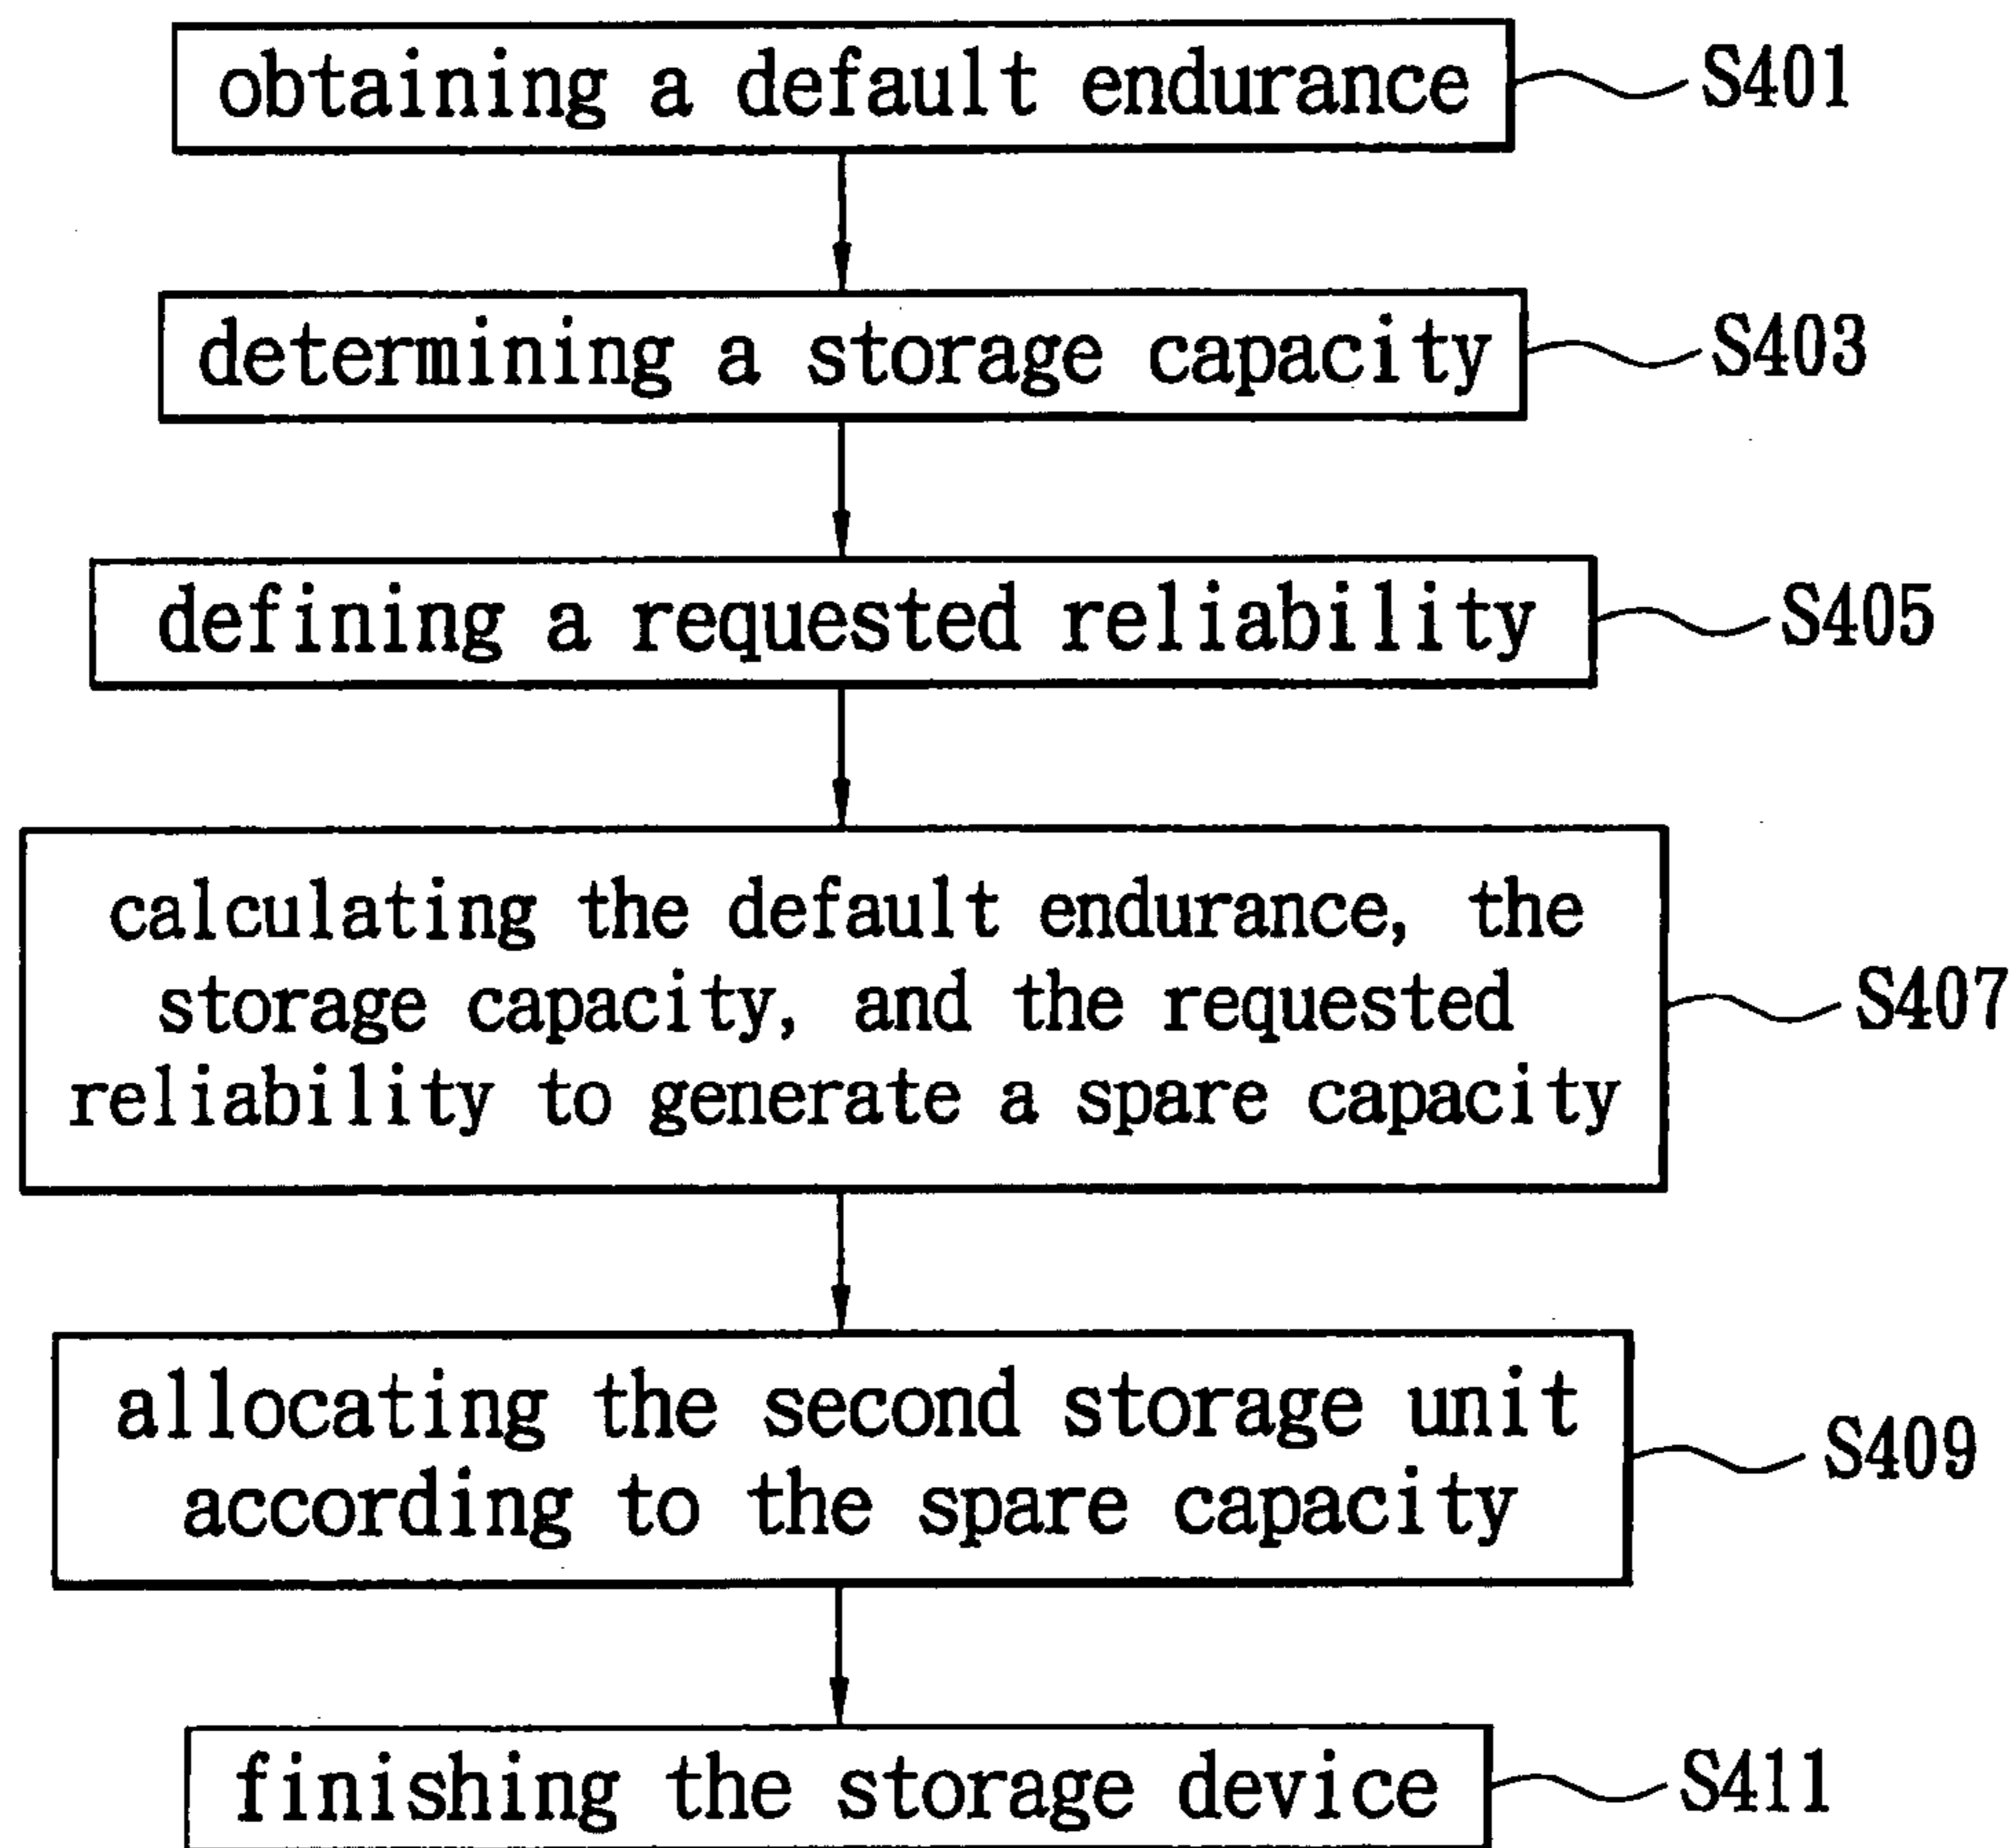 obtaining a default endurance S401
determining a storage capacity S403
defining a requested reliability S405
calculating the default endurance, the
storage capacity, and the requested S407
reliability to generate a spare capacity
allocating the second storage unit
S409
according to the spare capacity
finishing the storage device S411